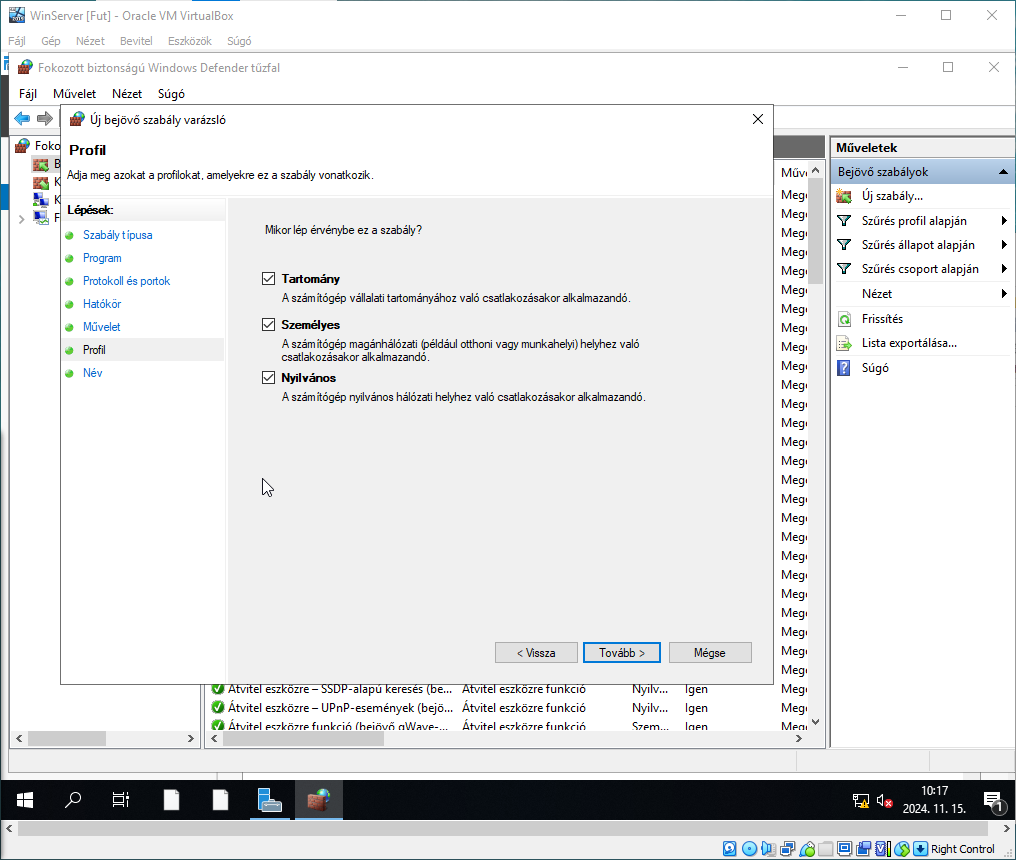 WinServer [Fut] - Oracle VM VirtualBox
Fájl Gép Nézet Bevitel Eszközök Súgó
Fokozott biztonságú Windows Defender tűzfal
Fájl Művelet Nézet Súgó
Új bejövő szabály varázsló
Profil
Adja meg azokat a profilokat, amelyekre ez a szabály vonatkozik.
Lépések:
Szabály típusa
Program
Protokoll és portok
Hatókör
Művelet
Profil
Név
Mikor lép érvénybe ez a szabály?
Tartomány
A számítógép vállalati tartományához való csatlakozásakor alkalmazandó.
Személyes
A számítógép magánhálózati (például otthoni vagy munkahelyi) helyhez való
csatlakozásakor alkalmazandó.
Nyilvános
A számítógép nyilvános hálózati helyhez való csatlakozásakor alkalmazandó.
< Vissza Tovább > Mégse
Műveletek
Bejövő szabályok
Új szabály...
Szűrés profil alapján
Szűrés állapot alapján
Szűrés csoport alapján
Nézet
Frissítés
Lista exportálása...
Súgó
Átvitel eszközre – SSDP-alapú keresés (be... Átvitel eszközre funkció Nyilv... Igen
Átvitel eszközre – UPnP-események (bejö... Átvitel eszközre funkció Nyilv... Igen
Átvitel eszközre funkció (bejövő qWave-... Átvitel eszközre funkció Szem... Igen
10:17
2024. 11. 15.
1
Right Control